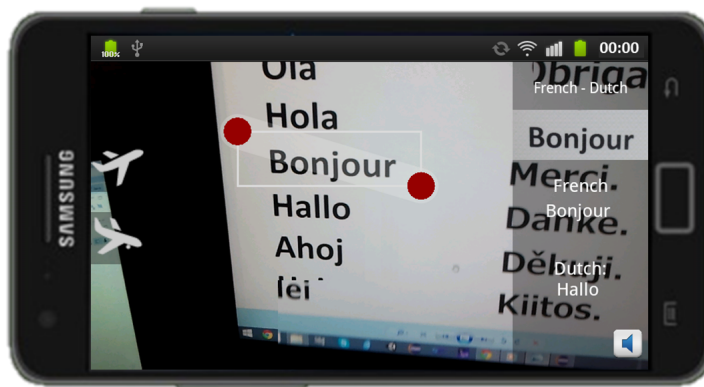 SAMSUNG
100%
00:00
Ola
Hola
Bonjour
Hallo
Ahoj
Obriga
Merci.
Danke.
Děkuji.
Kiitos.
French - Dutch
Bonjour
French
Bonjour
Dutch:
Hallo